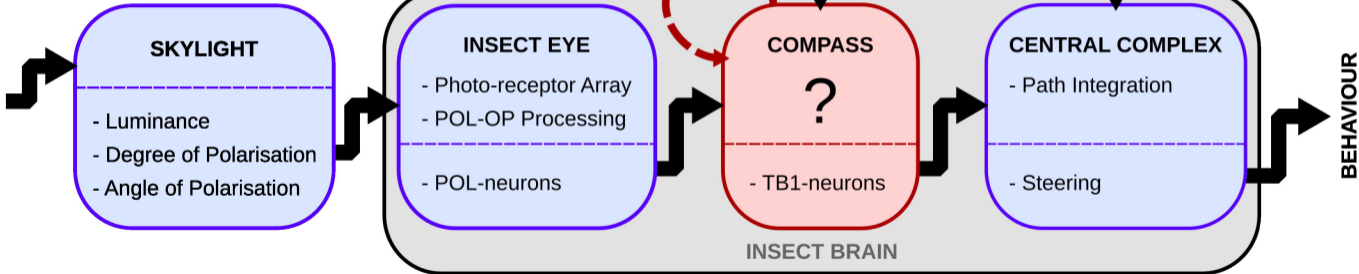 SKYLIGHT
- Luminance
- Degree of Polarisation
- Angle of Polarisation
INSECT EYE
- Photo-receptor Array
- POL-OP Processing
- POL-neurons
COMPASS
?
- TB1-neurons
CENTRAL COMPLEX
- Path Integration
- Steering
INSECT BRAIN
BEHAVIOUR